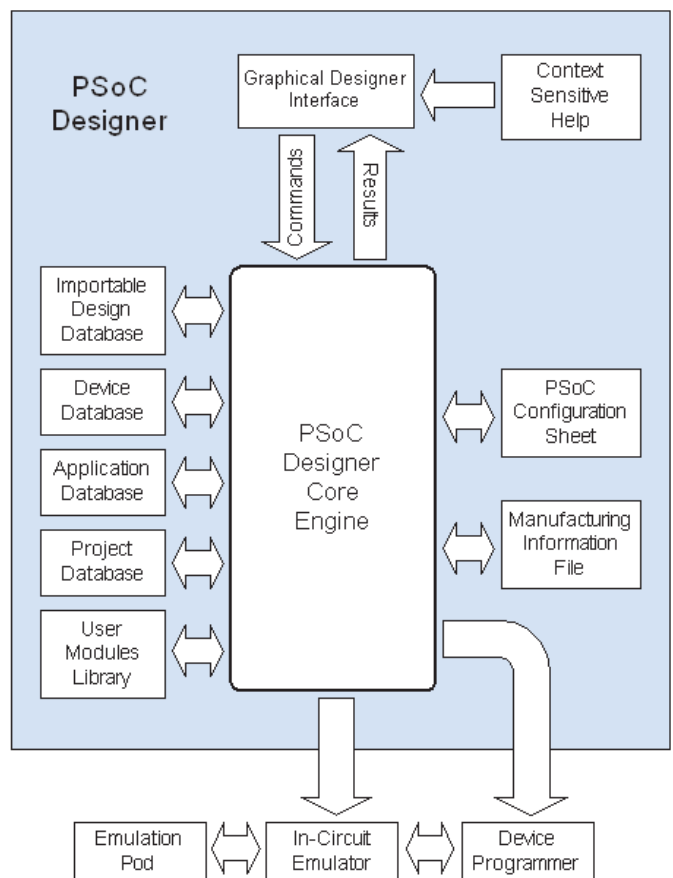 PSoC
Designer
Graphical Designer
Interface
Context
Sensitive
Help
Commands
Results
Importable
Design
Database
Device
Database
Application
Database
Project
Database
User
Modules
Library
PSoC
Designer
Core
Engine
PSoC
Configuration
Sheet
Manufacturing
Information
File
Emulation
Pod
In-Circuit
Emulator
Device
Programmer